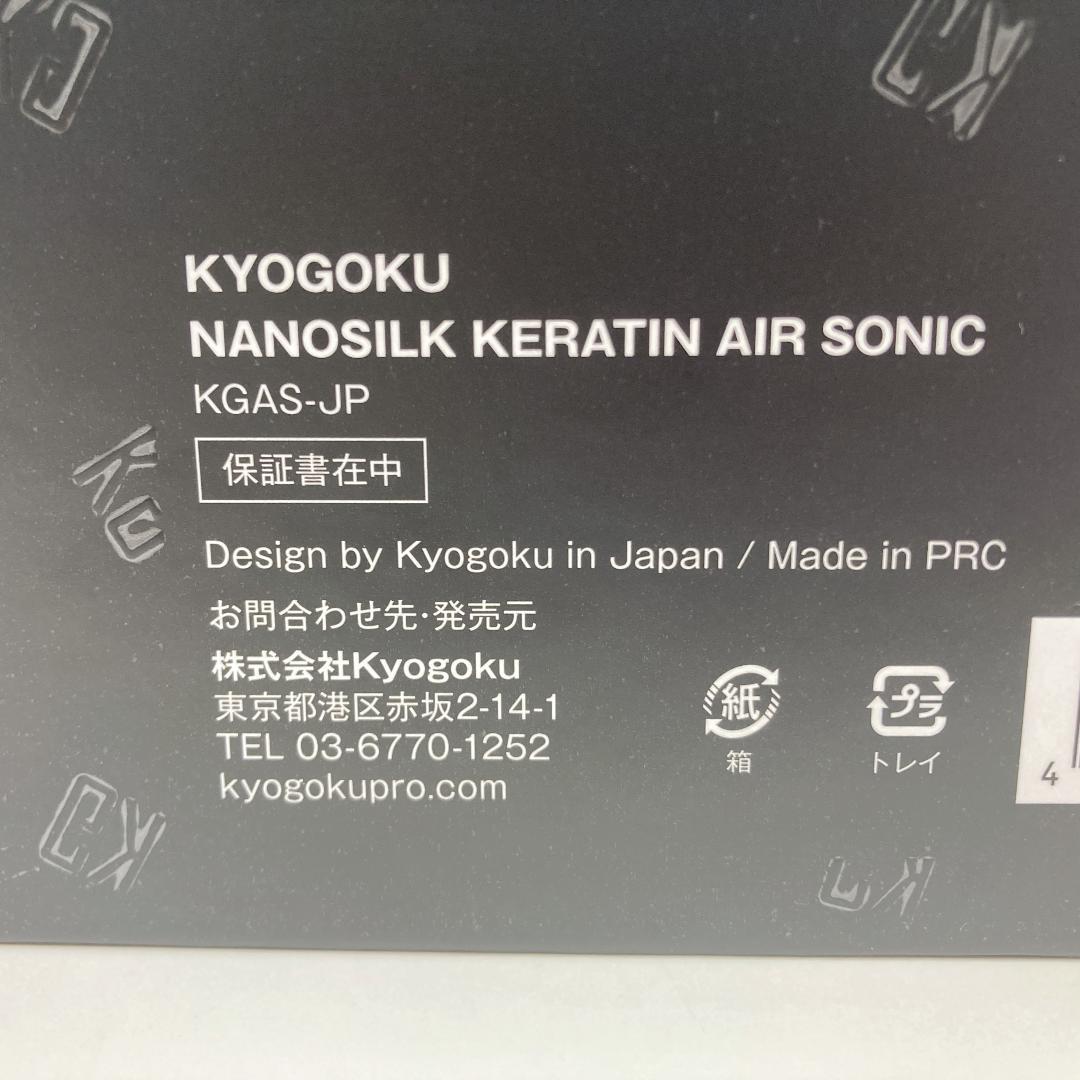 KYOGOKU
NANOSILK KERATIN AIR SONIC
KGAS-JP
保証書在中
Design by Kyogoku in Japan / Made in PRC
お問合わせ先・発売元
株式会社Kyogoku
東京都港区赤坂2-14-1
TEL 03-6770-1252
kyogokupro.com
紙
箱
プラ
トレイ
4
KG
KG
KG